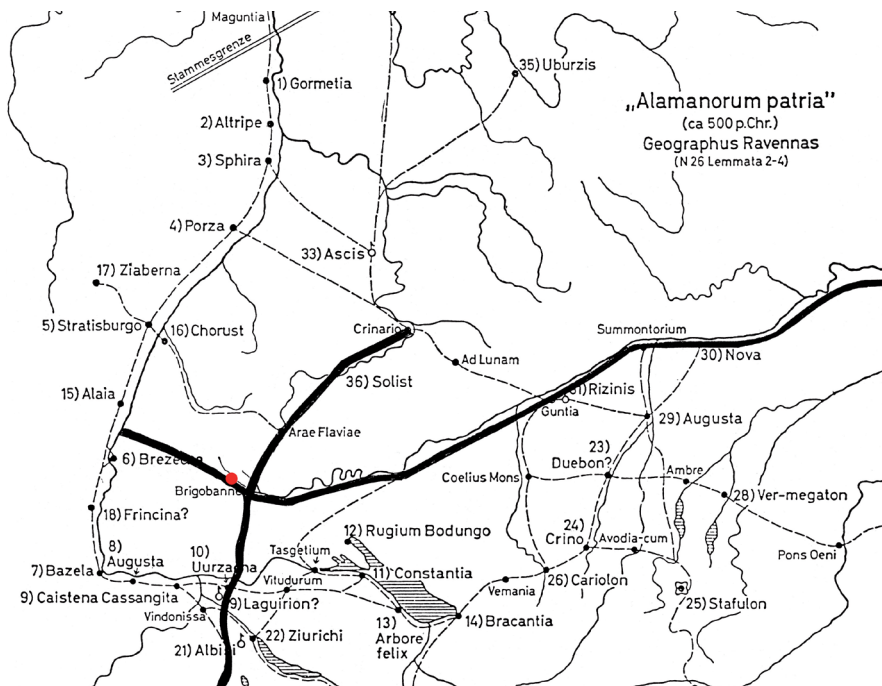 Maguntia
Stammesgrenze
1) Gormetia
2) Altripe
3) Sphira
4) Porza
35) Uburzis
„Alamanorum patria"
(ca 500 p.Chr.)
Geographus Ravennas
(N 26 Lemmata 2-4)
33) Ascis
17) Ziaberna
5) Stratisburgo
16) Chorust
Crinario
Summontorium
30) Nova
Ad Lunam
36) Solist
Rizinis
Guntia
15) Alaia
29) Augusta
Arae Flaviae
6)
23)
Duebon?
Coelius Mons
Ambre
28) Ver-megaton
18) Frincina?
12) Rugium Bodungo
24)
Crino
Avodia-cum
Pons Oeni
8)
Augusta
10)
Tasgetium
7) Bazela
11) Constantia
26) Cariolon
Vemania
9) Caistena Cassangita
Vitudurum
Laguirion?
25) Stafulon
Vindonissa
22) Ziurichi
13)
Arbore
felix
14) Bracantia
21)